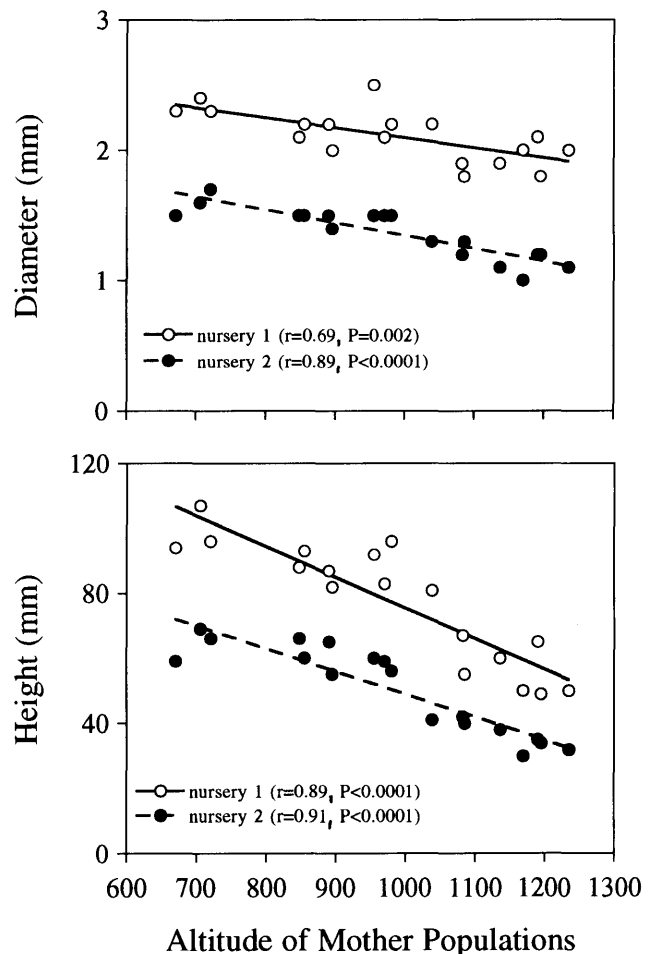 3
2
1
0
Diameter (mm)
nursery 1 (r=0.69, P=0.002)
nursery 2 (r=0.89, P<0.0001)
120
80
40
0
Height (mm)
nursery 1 (r=0.89, P<0.0001)
nursery 2 (r=0.91, P<0.0001)
600 700 800 900 1000 1100 1200 1300
Altitude of Mother Populations